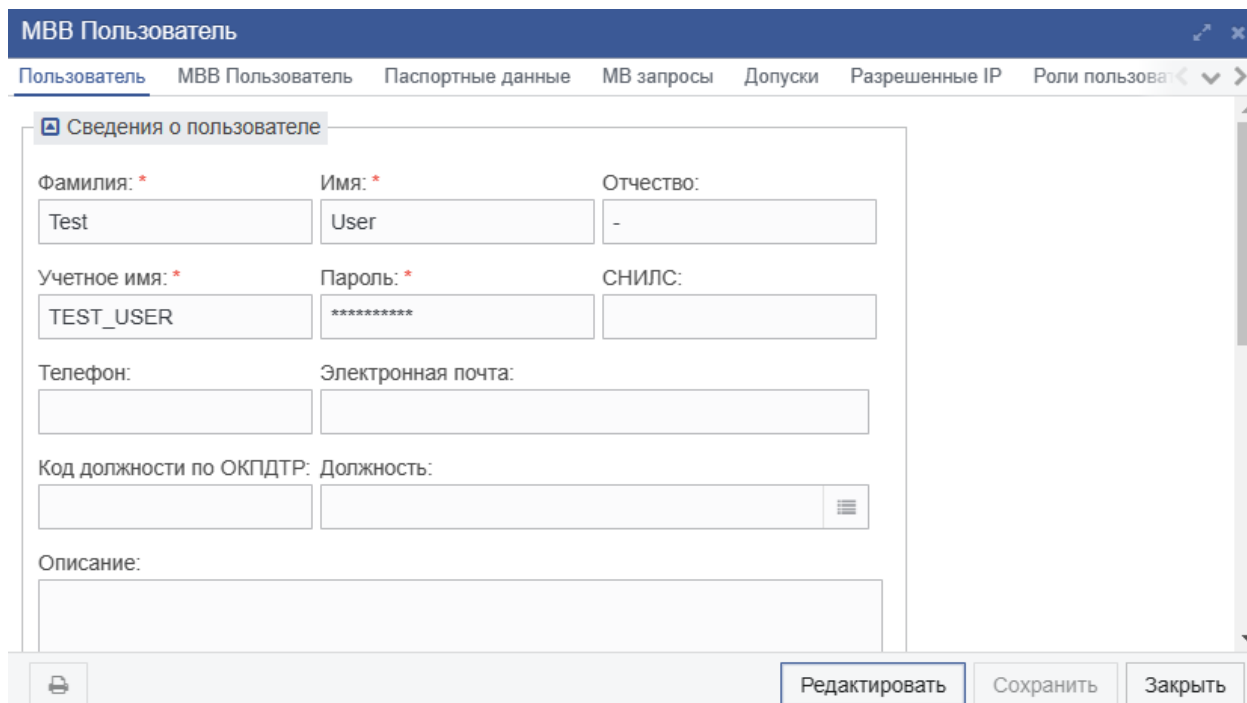 МВВ Пользователь
Пользователь МВВ Пользователь Паспортные данные МВ запросы Допуски Разрешенные IP Роли
Сведения о пользователе
Фамилия: * Имя: * Отчество:
Test User -
Учетное имя: * Пароль: * СНИЛС:
TEST_USER **********
Телефон: Электронная почта:
Код должности по ОКПДТР: Должность:
Описание:
Редактировать Сохранить Закрыть